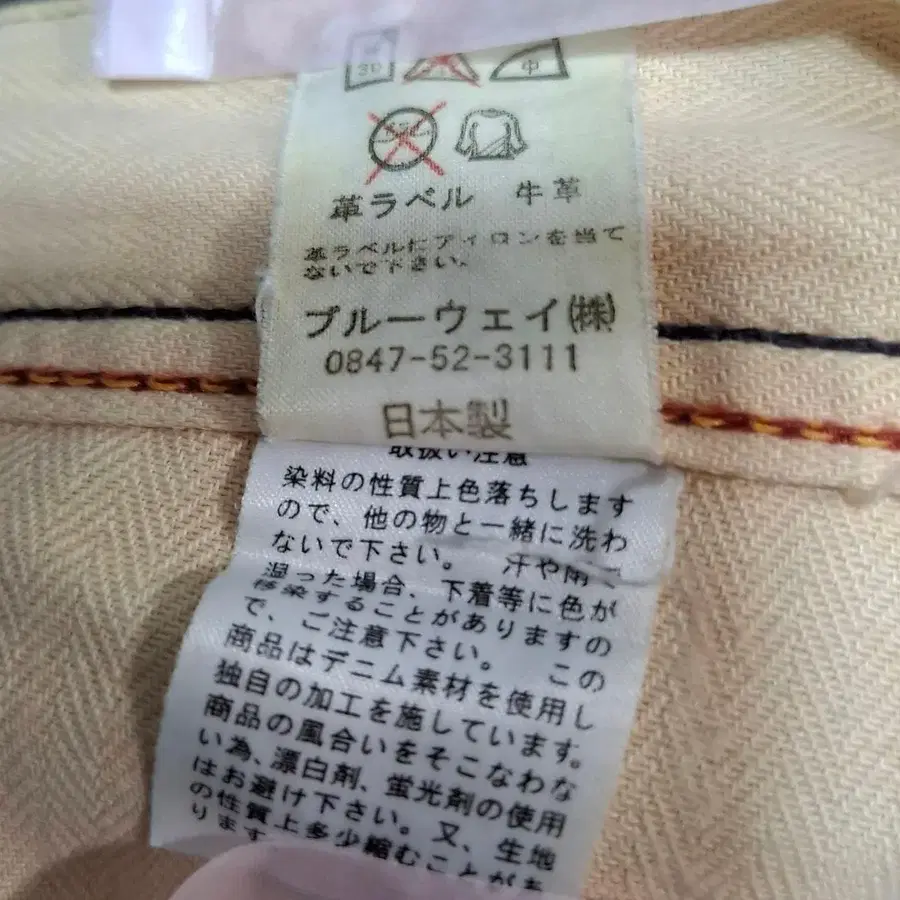 30
中
革ラベル 牛革
革ラベルにアイロンを当て
ないで下さい。
ブルーウェイ㈱
0847-52-3111
日本製
取扱い注意
染料の性質上色落ちします
ので、他の物と一緒に洗わ
ないで下さい。 汗や雨で
湿った場合、下着等に色が
移染することがありますの
で、ご注意下さい。 この
商品はデニム素材を使用し
独自の加工を施しています。
商品の風合いをそこなわな
い為、漂白剤、蛍光剤の使用
はお避け下さい。又、生地
の性質上多少縮むことがあ
ります